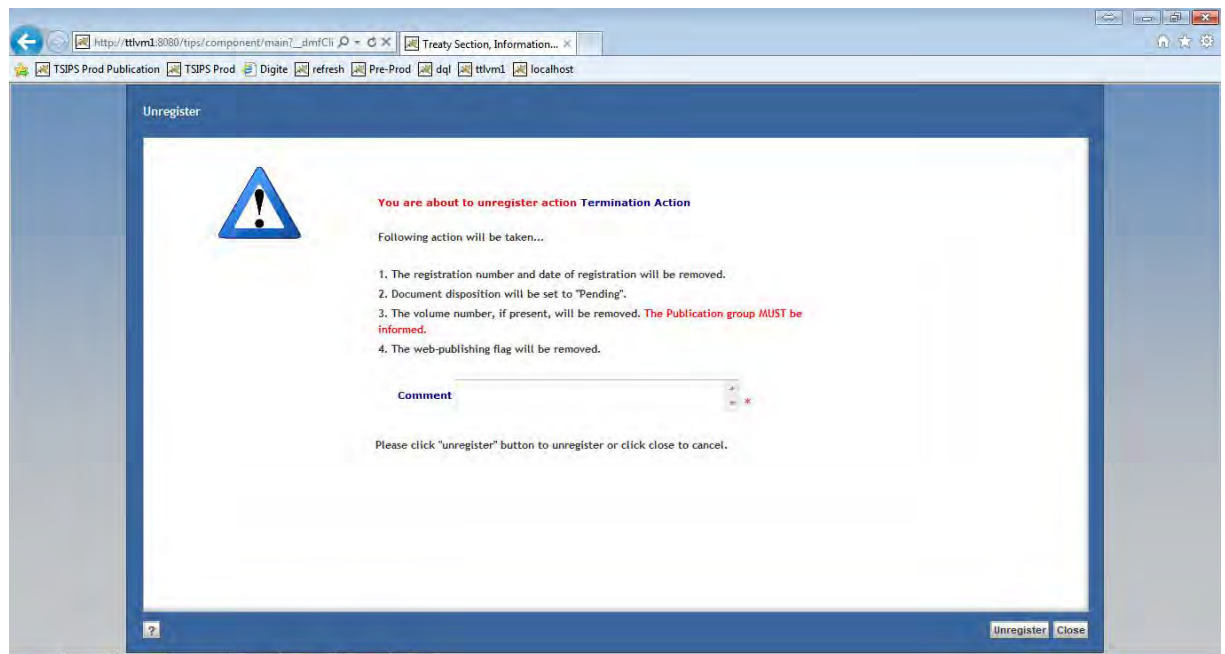 http://ttlvm1:8080/tips/component/main?__dmfCli
Treaty Section, Information...
TSIPS Prod Publication TSIPS Prod Digite refresh Pre-Prod dql ttlvm1 localhost
Unregister
You are about to unregister action Termination Action
Following action will be taken...
1. The registration number and date of registration will be removed.
2. Document disposition will be set to "Pending".
3. The volume number, if present, will be removed. The Publication group MUST be
informed.
4. The web-publishing flag will be removed.
Comment *
Please click "unregister" button to unregister or click close to cancel.
? Unregister Close